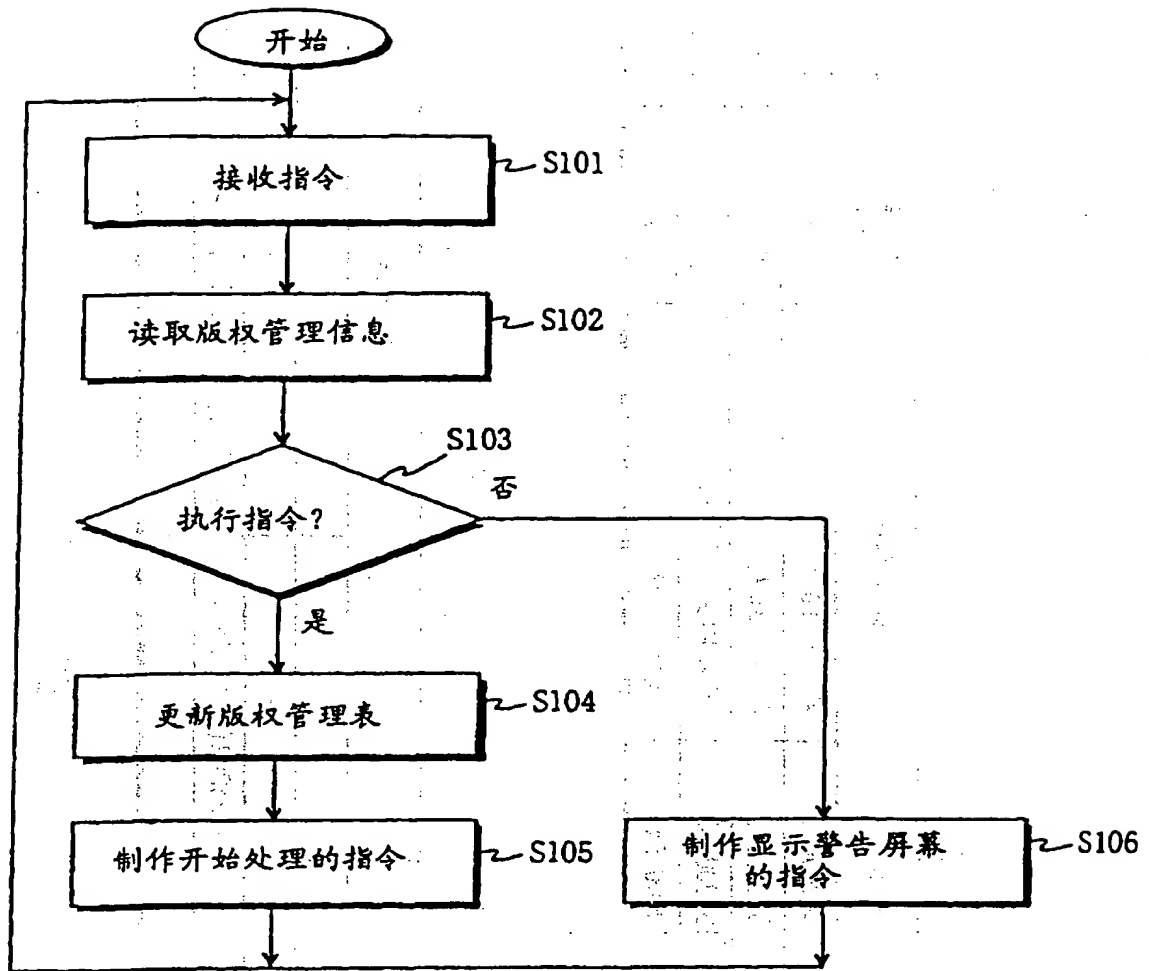 开始
接收指令
S101
读取版权管理信息
S102
S103
执行指令?
否
是
更新版权管理表
S104
制作开始处理的指令
S105
制作显示警告屏幕
的指令
S106